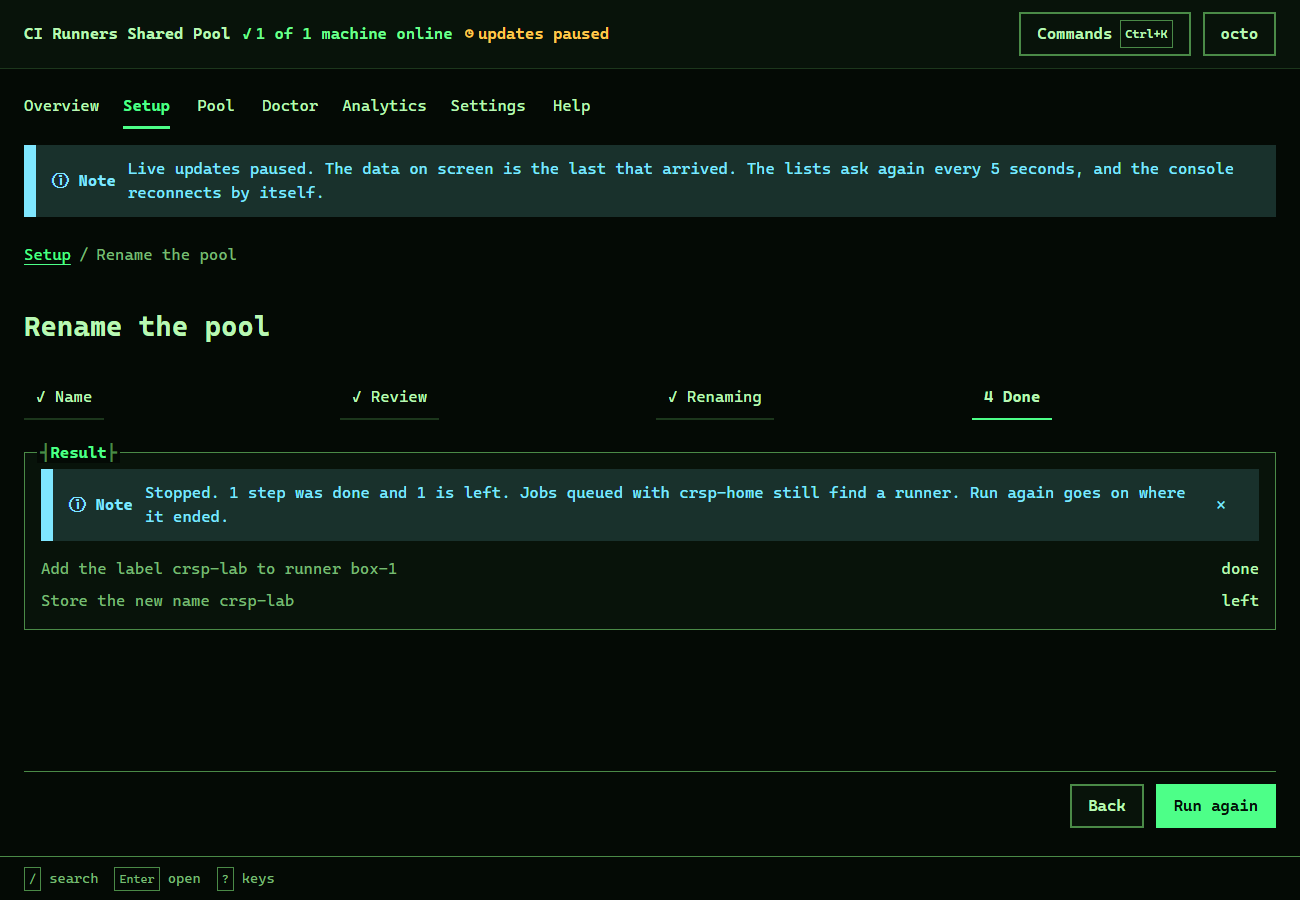 CI Runners Shared Pool ✓ 1 of 1 machine online updates paused Commands Ctrl+K octo
Overview Setup Pool Doctor Analytics Settings Help
Note Live updates paused. The data on screen is the last that arrived. The lists ask again every 5 seconds, and the console
reconnects by itself.
Setup / Rename the pool
Rename the pool
✓ Name ✓ Review ✓ Renaming 4 Done
Result
Note Stopped. 1 step was done and 1 is left. Jobs queued with crsp-home still find a runner. Run again goes on where
it ended. ×
Add the label crsp-lab to runner box-1 done
Store the new name crsp-lab left
Back Run again
/ search Enter open ? keys